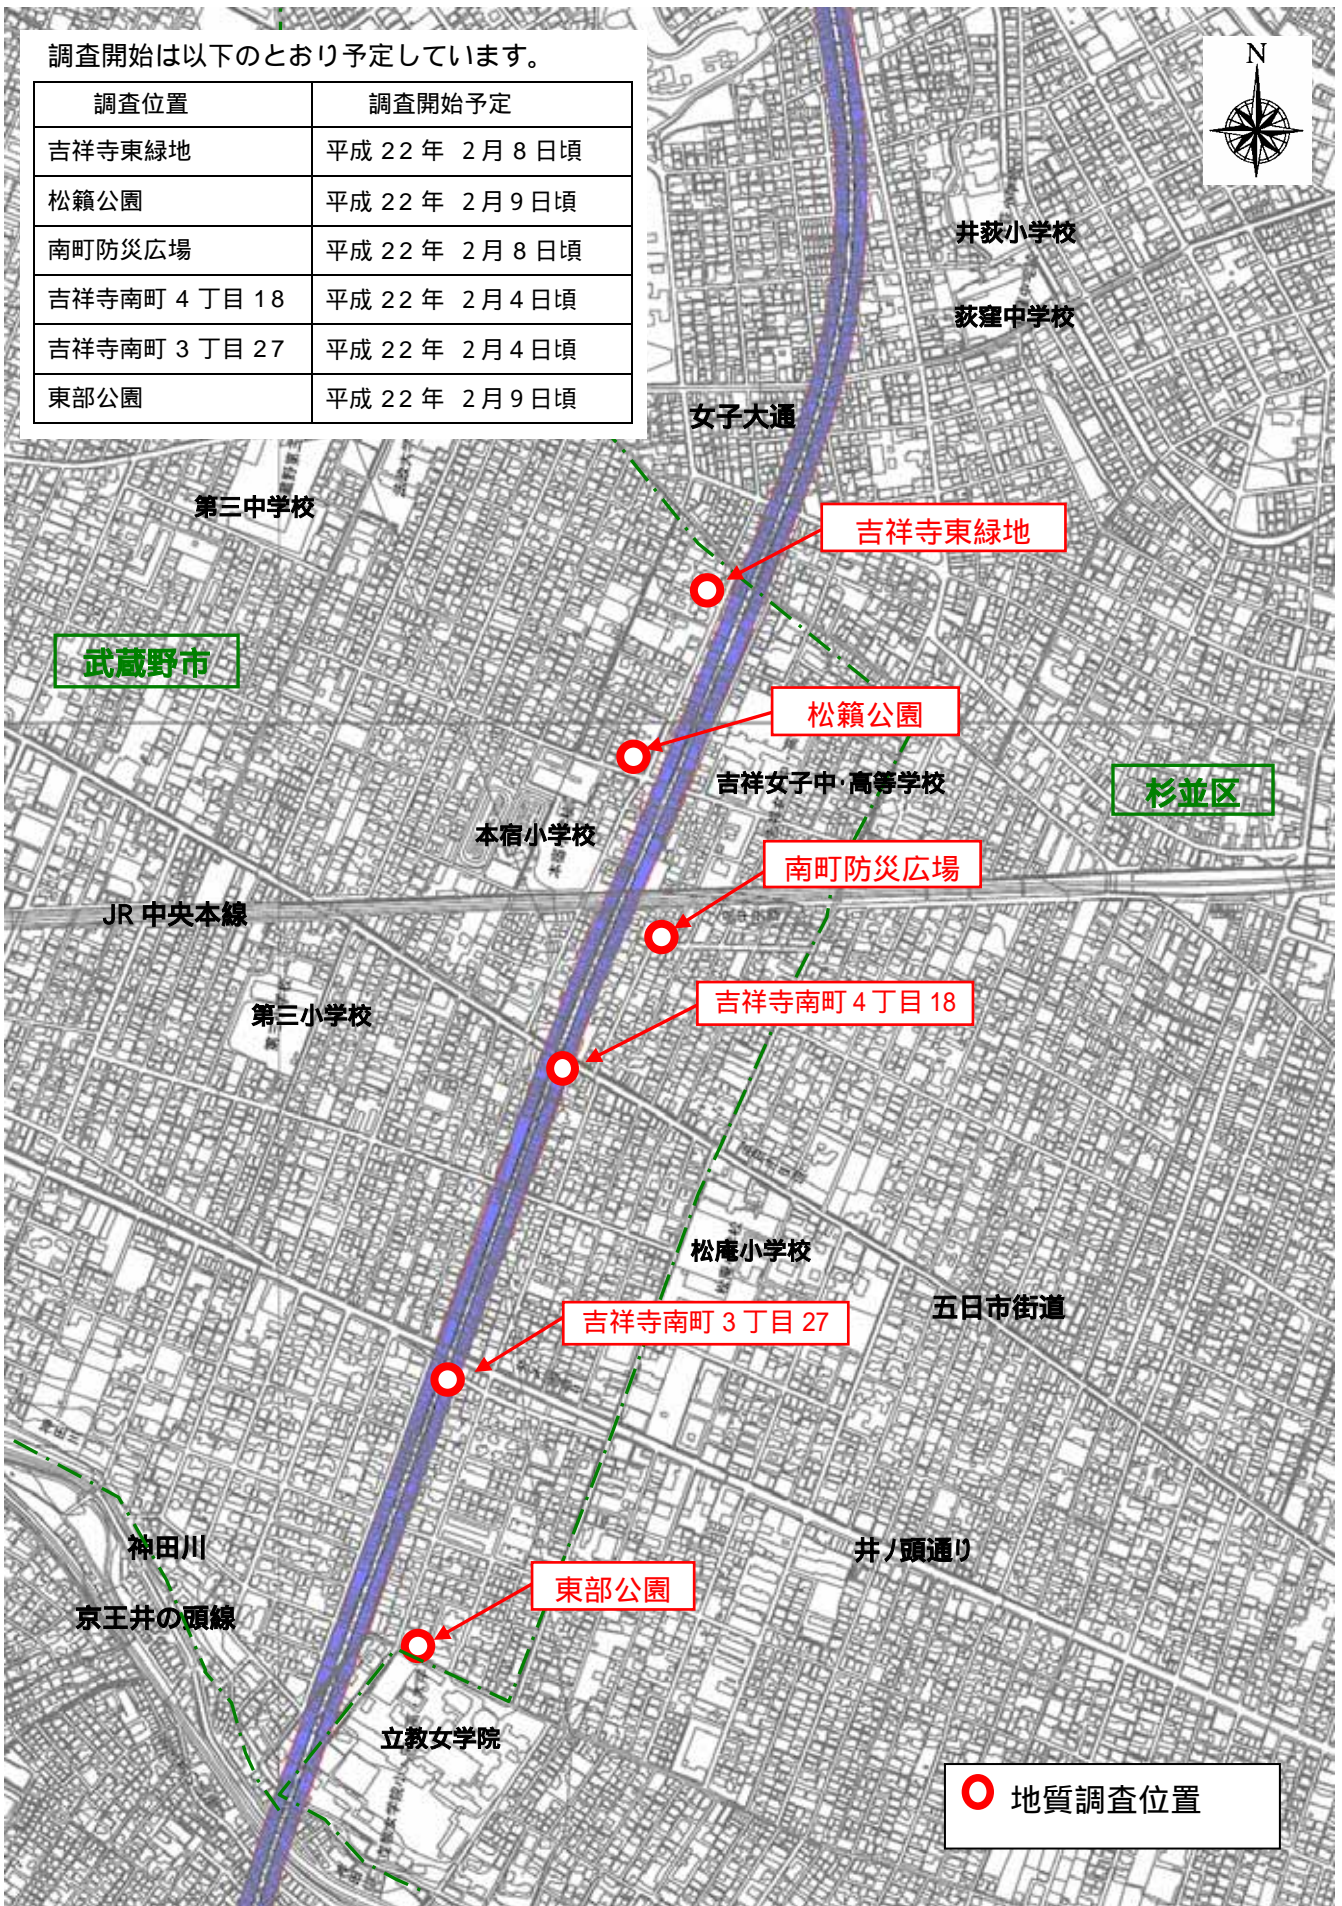 調査開始は以下のとおり予定しています。
調査位置 調査開始予定
吉祥寺東緑地 平成22年 2月8日頃
松籟公園 平成22年 2月9日頃
南町防災広場 平成22年 2月8日頃
吉祥寺南町4丁目18 平成22年 2月4日頃
吉祥寺南町3丁目27 平成22年 2月4日頃
東部公園 平成22年 2月9日頃
N
井荻小学校
荻窪中学校
女子大通
第三中学校
吉祥寺東緑地
武蔵野市
松籟公園
吉祥女子中・高等学校
杉並区
本宿小学校
南町防災広場
JR中央本線
吉祥寺南町4丁目18
第三小学校
松庵小学校
五日市街道
吉祥寺南町3丁目27
神田川
井ノ頭通り
東部公園
京王井の頭線
立教女学院
地質調査位置